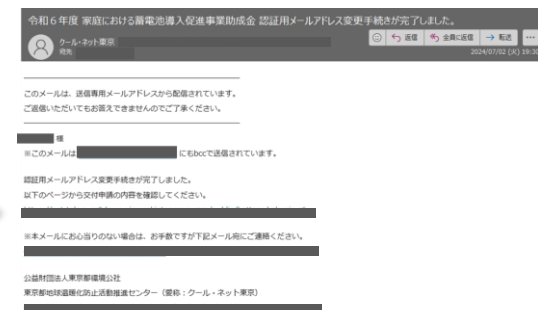 令和6年度 家庭における蓄電池導入促進事業助成金 認証用メールアドレス変更手続きが完了しました。
クール・ネット東京
宛先
返信 全員に返信 転送 …
2024/07/02 (火) 19:30
このメールは、送信専用メールアドレスから配信されています。
ご返信いただいてもお答えできませんのでご了承ください。
様
※このメールは にもbccで送信されています。
認証用メールアドレス変更手続きが完了しました。
以下のページから交付申請の内容を確認してください。
※本メールにお心当りのない場合は、お手数ですが下記メール宛にご連絡ください。
公益財団法人東京都環境公社
東京都地球温暖化防止活動推進センター（愛称：クール・ネット東京）